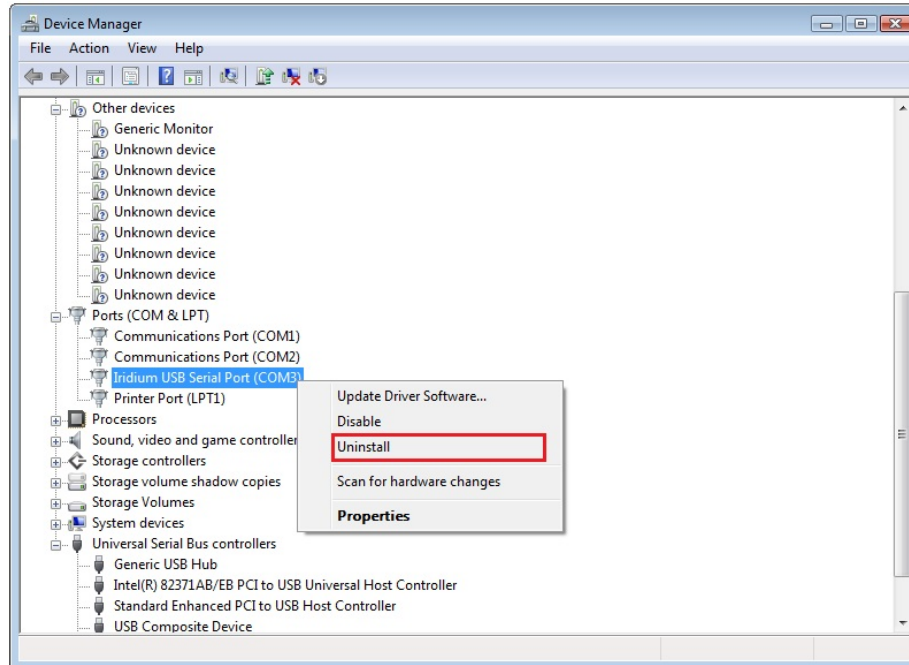 Device Manager
File Action View Help
Other devices
Generic Monitor
Unknown device
Unknown device
Unknown device
Unknown device
Unknown device
Unknown device
Unknown device
Unknown device
Ports (COM & LPT)
Communications Port (COM1)
Communications Port (COM2)
Iridium USB Serial Port (COM3)
Printer Port (LPT1)
Processors
Sound, video and game controller
Storage controllers
Storage volume shadow copies
Storage Volumes
System devices
Universal Serial Bus controllers
Generic USB Hub
Intel(R) 82371AB/EB PCI to USB Universal Host Controller
Standard Enhanced PCI to USB Host Controller
USB Composite Device
Update Driver Software...
Disable
Uninstall
Scan for hardware changes
Properties